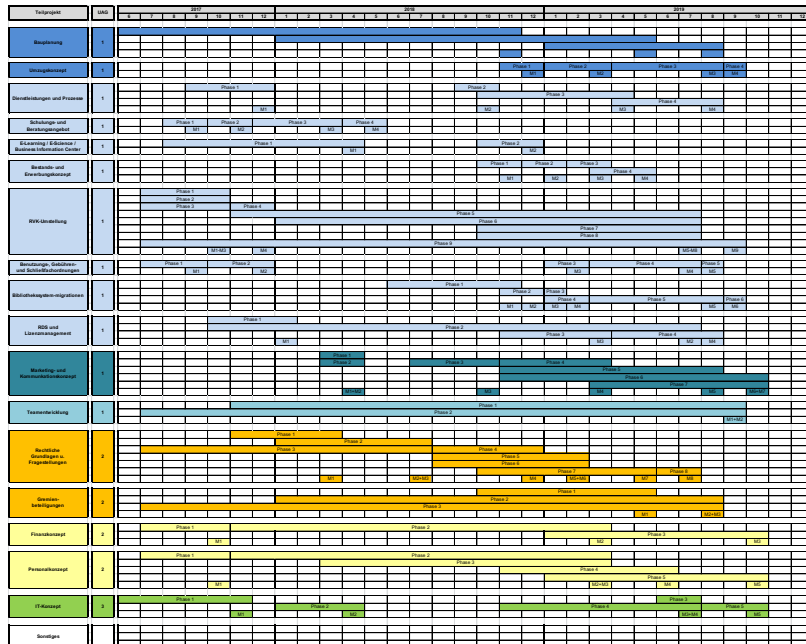 Teilprojekt UAG 2017 2018 2019
6 7 8 9 10 11 12 1 2 3 4 5 6 7 8 9 10 11 12 1 2 3 4 5 6 7 8 9 10 11 12
Bauplanung 1
Umzugskonzept 1 Phase 1 Phase 2 Phase 3 Phase 4
M1 M2 M3 M4
Dienstleistungen und Prozesse 1 Phase 1 Phase 2
Phase 3
Phase 4
M1 M2 M3 M4
Schulungs- und
Beratungsangebot 1 Phase 1 Phase 2 Phase 3 Phase 4
M1 M2 M3 M4
E-Learning / E-Science /
Business Information Center 1 Phase 1 Phase 2
M1 M2
Bestands- und
Erwerbungskonzept 1 Phase 1 Phase 2 Phase 3
Phase 4
M1 M2 M3 M4
RVK-Umstellung 1 Phase 1
Phase 2
Phase 3 Phase 4
Phase 5
Phase 6
Phase 7
Phase 8
Phase 9
M1-M3 M4 M5-M8 M9
Benutzungs-, Gebühren-
und Schließfachordnungen 1 Phase 1 Phase 2 Phase 3 Phase 4 Phase 5
M1 M2 M3 M4 M5
Bibliothekssystem-migrationen 1 Phase 1
Phase 2 Phase 3
Phase 4 Phase 5 Phase 6
M1 M2 M3 M4 M5 M6
RDS und
Lizenzmanagement 1 Phase 1
Phase 2
Phase 3 Phase 4
M1 M3 M2 M4
Marketing- und
Kommunikationskonzept 1 Phase 1
Phase 2 Phase 3 Phase 4
Phase 5
Phase 6
Phase 7
M1+M2 M3 M4 M5 M6+M7
Teamentwicklung 1 Phase 1
Phase 2
M1+M2
Rechtliche
Grundlagen u.
Fragestellungen 2 Phase 1
Phase 2
Phase 3 Phase 4
Phase 5
Phase 6
Phase 7 Phase 8
M1 M2+M3 M4 M5+M6 M7 M8
Gremien-
beteiligungen 2 Phase 1
Phase 2
Phase 3
M1 M2+M3
Finanzkonzept 2 Phase 1 Phase 2
Phase 3
M1 M2 M3
Personalkonzept 2 Phase 1 Phase 2
Phase 3
Phase 4
Phase 5
M1 M2+M3 M4 M5
IT-Konzept 3 Phase 1 Phase 3
Phase 2 Phase 4 Phase 5
M1 M2 M3+M4 M5
Sonstiges